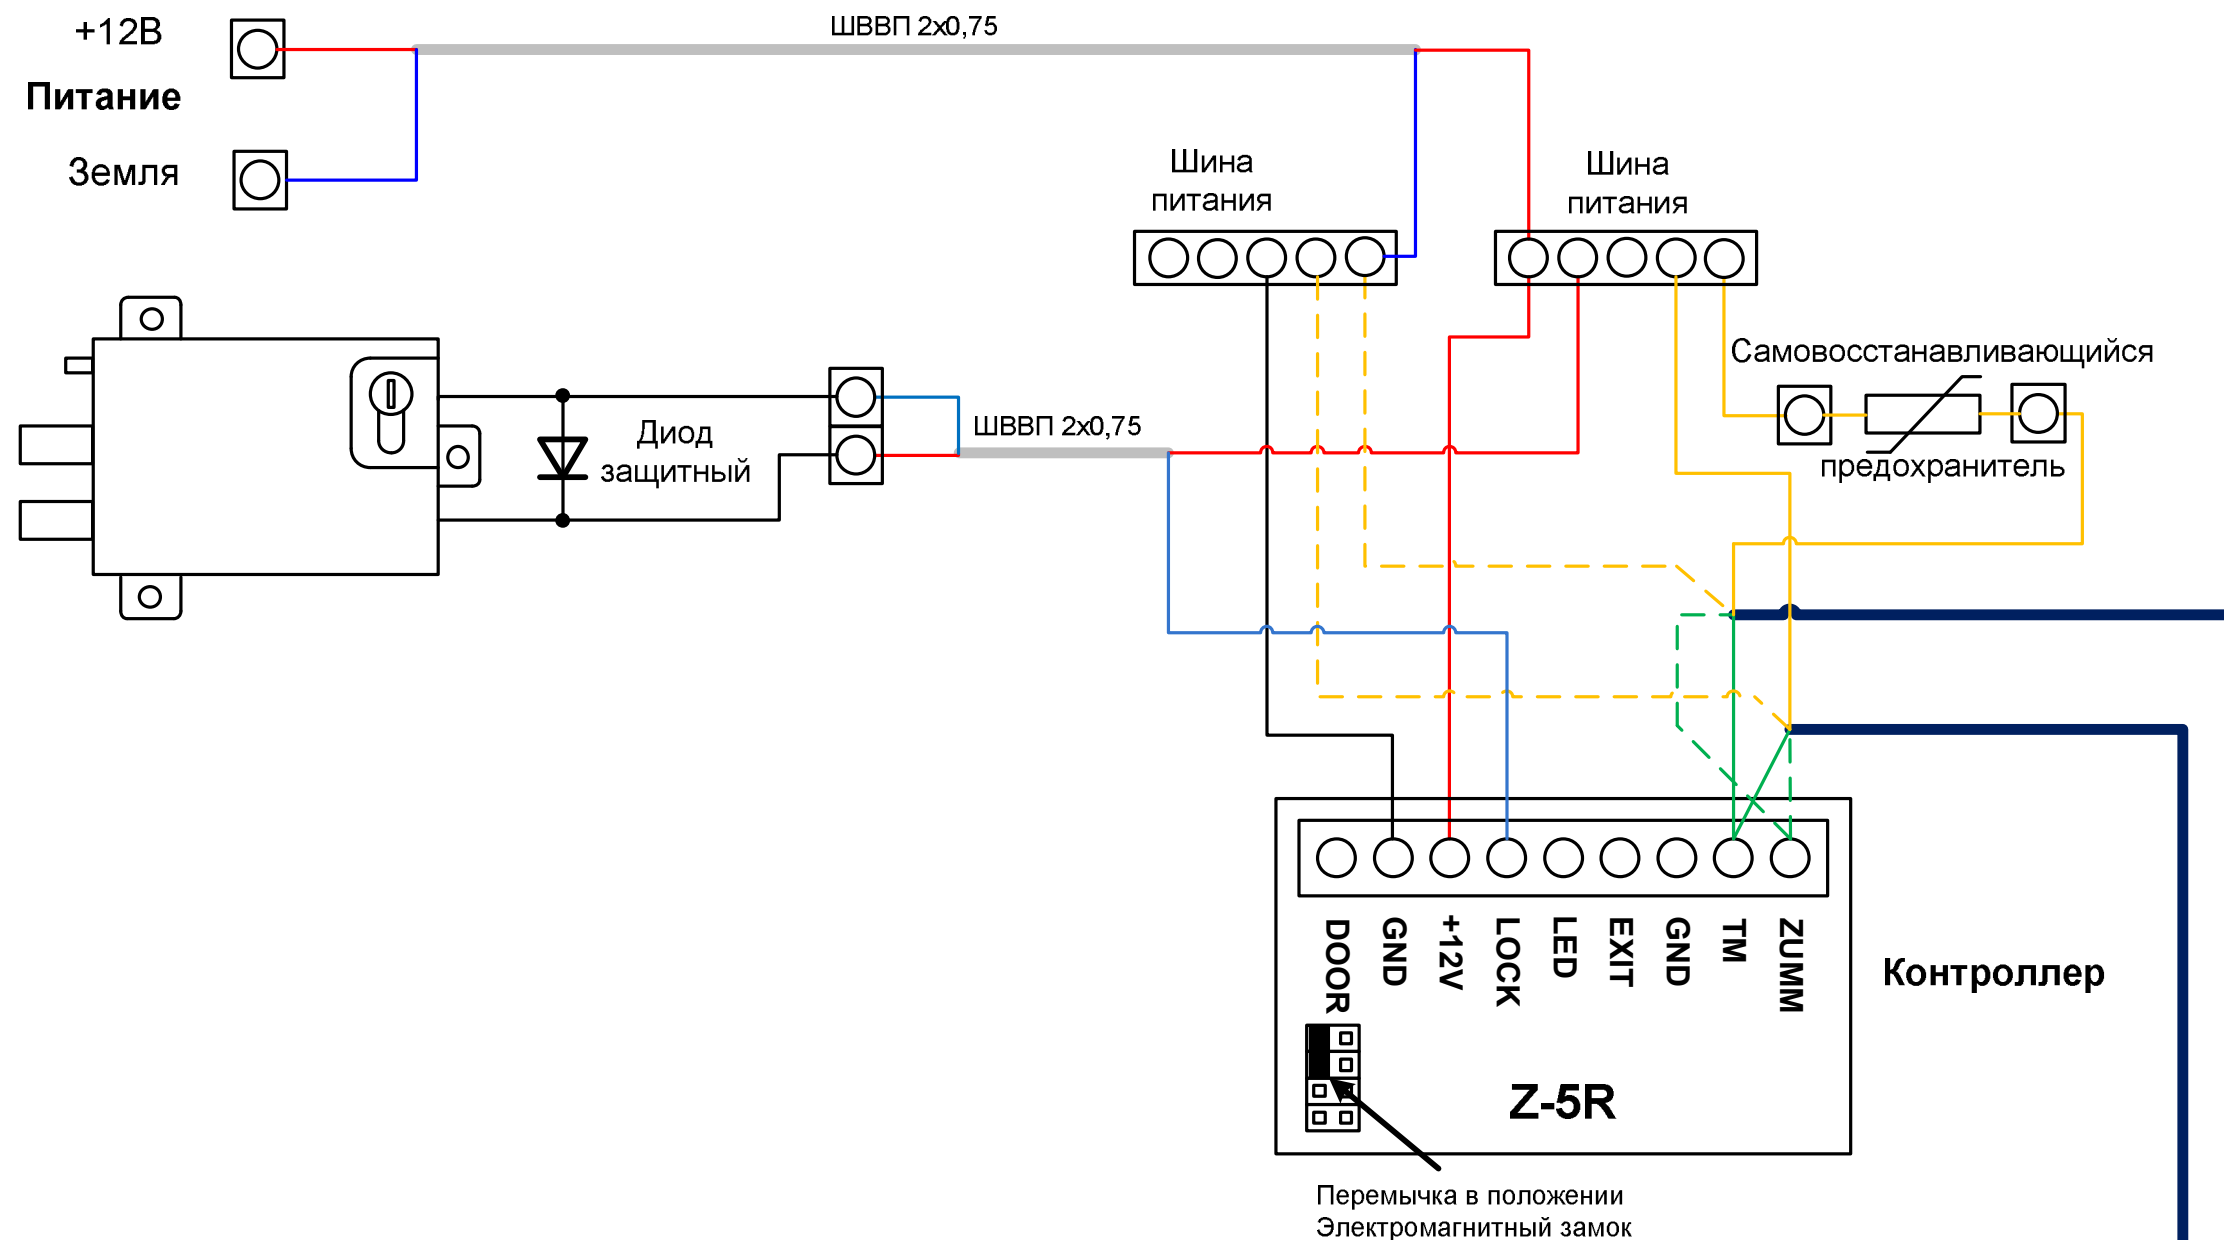 +12В
ШВВП 2х0,75
Питание
Земля
Шина
питания
Шина
питания
Самовосстанавливающийся
предохранитель
Диод
защитный
ШВВП 2х0,75
DOOR
GND
+12V
LOCK
LED
EXIT
GND
TM
ZUMM
Контроллер
Z-5R
Перемычка в положении
Электромагнитный замок